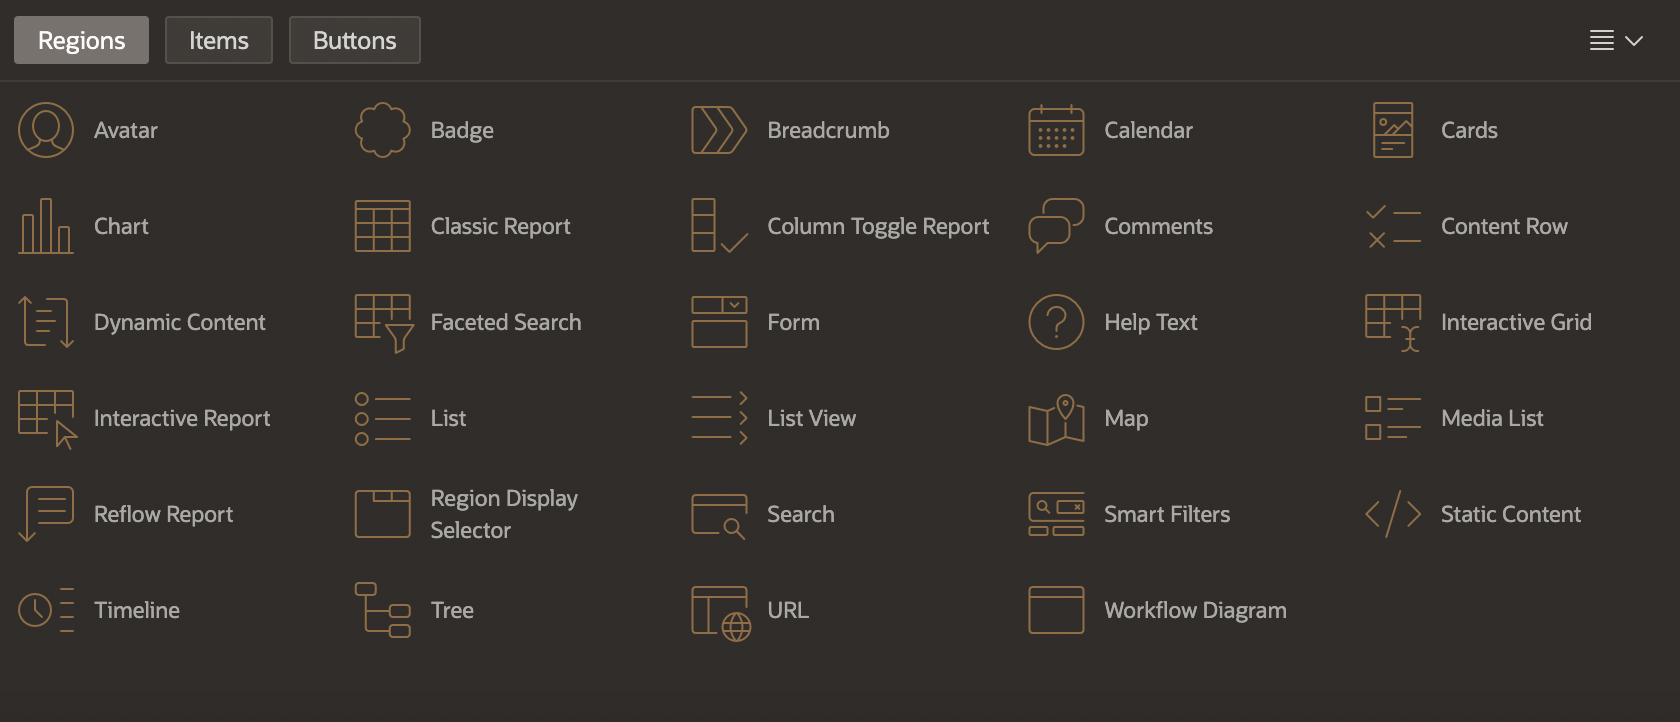 Regions
Items
Buttons
Avatar
Badge
Breadcrumb
Calendar
Cards
Chart
Classic Report
Column Toggle Report
Comments
Content Row
Dynamic Content
Faceted Search
Form
Help Text
Interactive Grid
Interactive Report
List
List View
Map
Media List
Reflow Report
Region Display
Selector
Search
Smart Filters
Static Content
Timeline
Tree
URL
Workflow Diagram